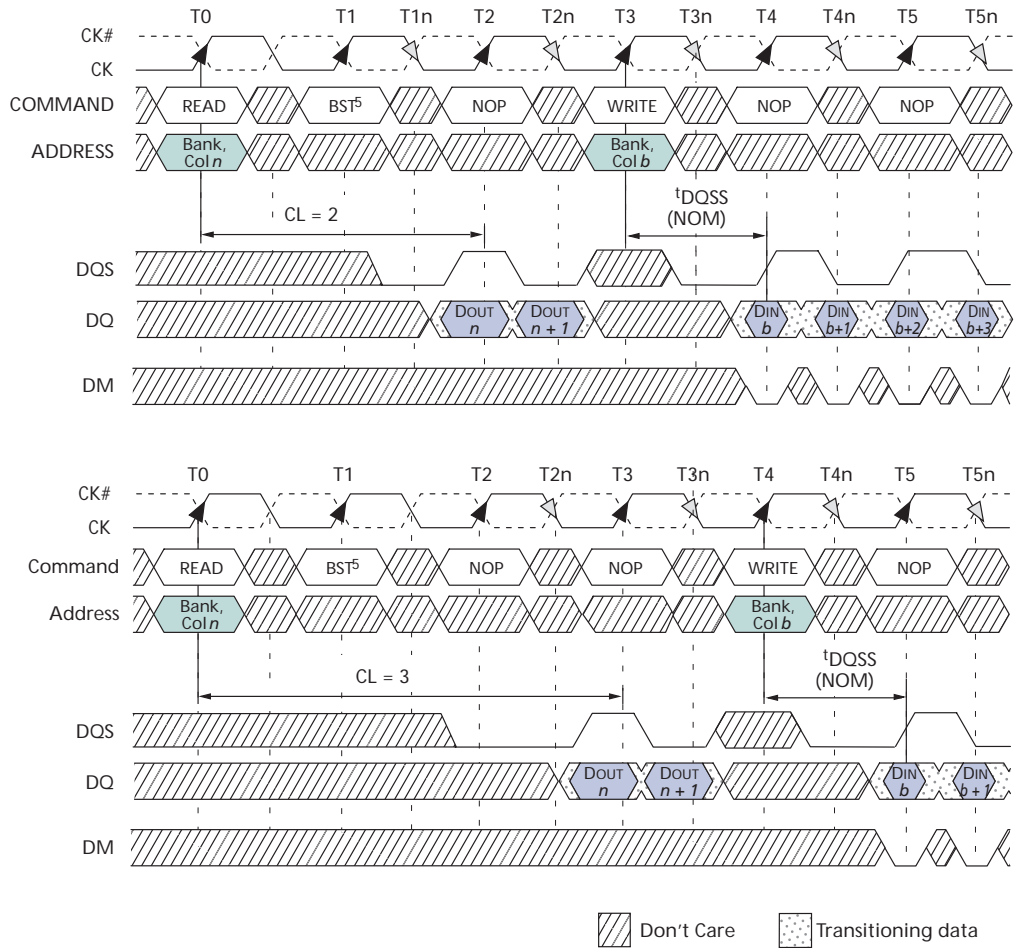 T0 T1 T1n T2 T2n T3 T3n T4 T4n T5 T5n
CK#
CK
COMMAND READ BST5 NOP WRITE NOP NOP
ADDRESS Bank, Col n Bank, Col b
CL = 2
tDQSS (NOM)
DQS
DQ DOUT n DOUT n + 1 DIN b DIN b+1 DIN b+2 DIN b+3
DM
T0 T1 T2 T2n T3 T3n T4 T4n T5 T5n
CK#
CK
Command READ BST5 NOP NOP WRITE NOP
Address Bank, Col n Bank, Col b
CL = 3
tDQSS (NOM)
DQS
DQ DOUT n DOUT n + 1 DIN b DIN b+1
DM
Don't Care Transitioning data